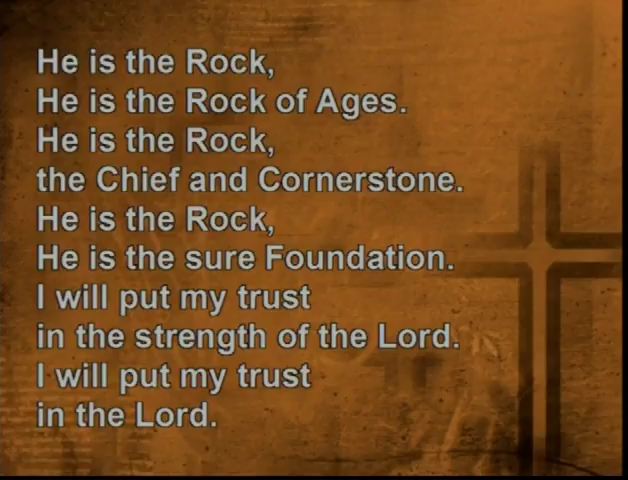 He is the Rock,
He is the Rock of Ages.
He is the Rock,
the Chief and Cornerstone.
He is the Rock,
He is the sure Foundation.
I will put my trust
in the strength of the Lord.
I will put my trust
in the Lord.